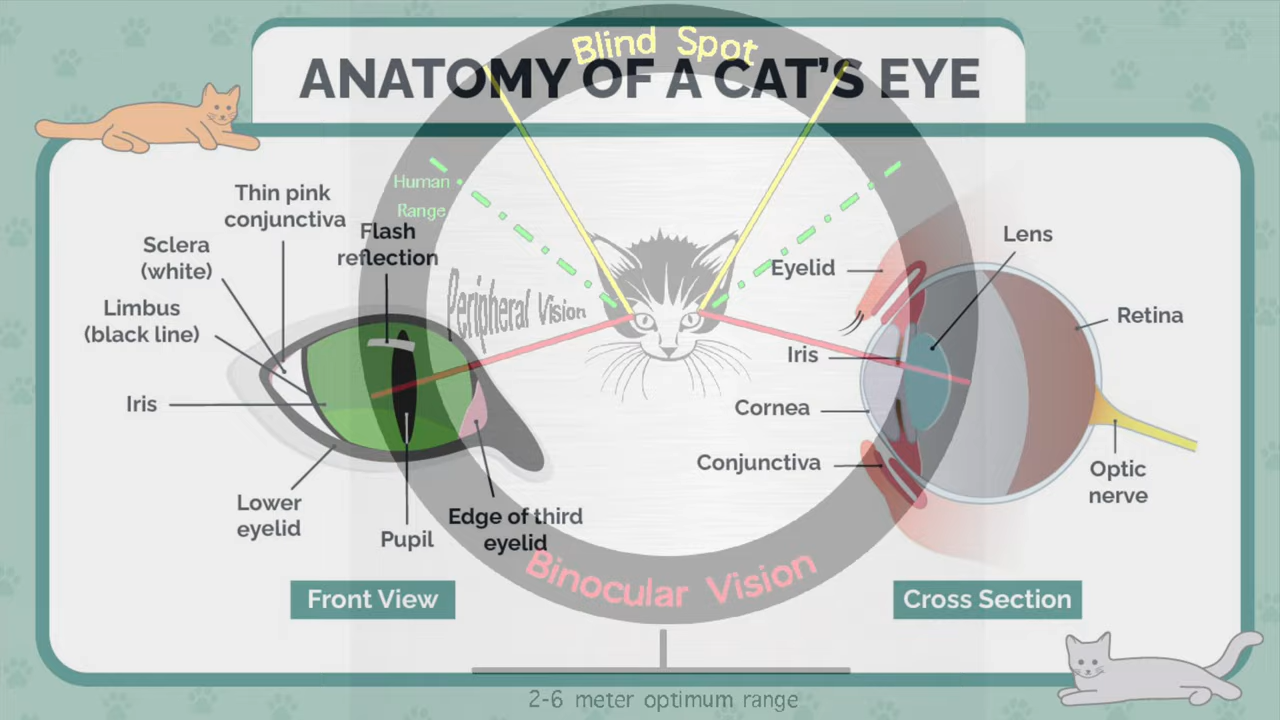 Blind Spot
ANATOMY OF A CAT'S EYE
Human
Range
Thin pink
conjunctiva
Flash
reflection
Sclera
(white)
Limbus
(black line)
Iris
Lower
eyelid
Pupil
Edge of third
eyelid
Front View
Peripheral Vision
Eyelid
Lens
Retina
Iris
Cornea
Conjunctiva
Optic
nerve
Cross Section
Binocular Vision
2-6 meter optimum range